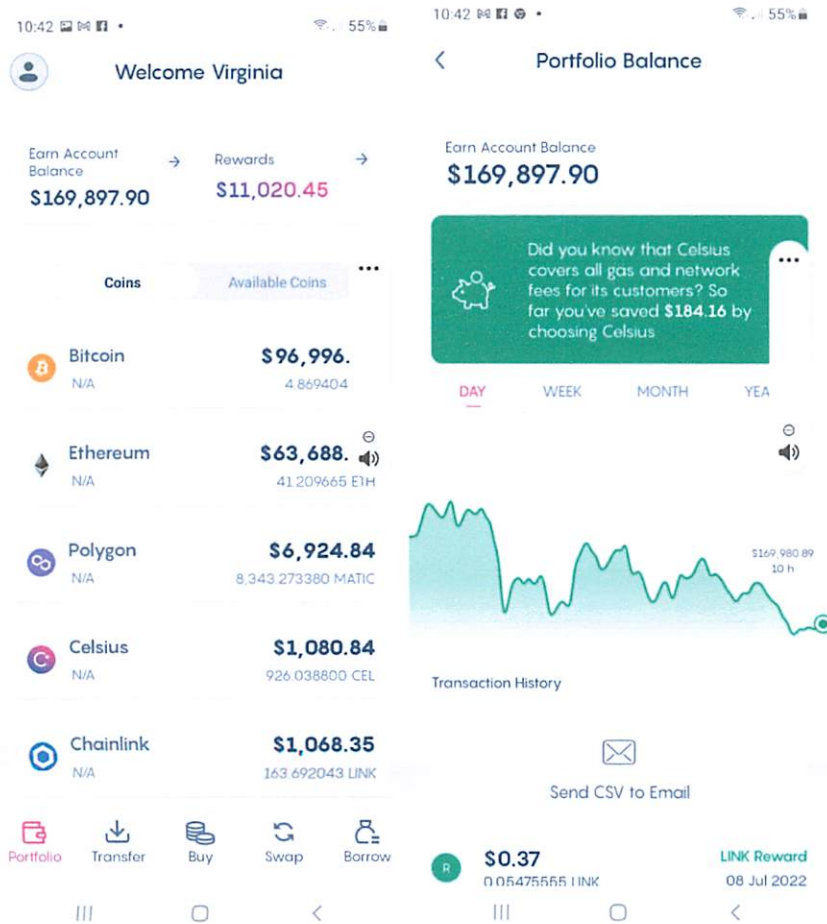 10:42
55%
Welcome Virginia
Earn Account
Balance
$169,897.90
Rewards
$11,020.45
Coins
Available Coins
Bitcoin
$96,996.
N/A
4.869404
Ethereum
$63,688.
N/A
41.209665 ETH
Polygon
$6,924.84
N/A
8,343.273380 MATIC
Celsius
$1,080.84
N/A
926.038800 CEL
Chainlink
$1,068.35
N/A
163.692043 LINK
Portfolio
Transfer
Buy
Swap
Borrow
10:42
55%
Portfolio Balance
Earn Account Balance
$169,897.90
Did you know that Celsius
covers all gas and network
fees for its customers? So
far you've saved $184.16 by
choosing Celsius
DAY
WEEK
MONTH
YEA
$169,980.89
10 h
Transaction History
Send CSV to Email
R
$0.37
LINK Reward
0.05475555 LINK
08 Jul 2022